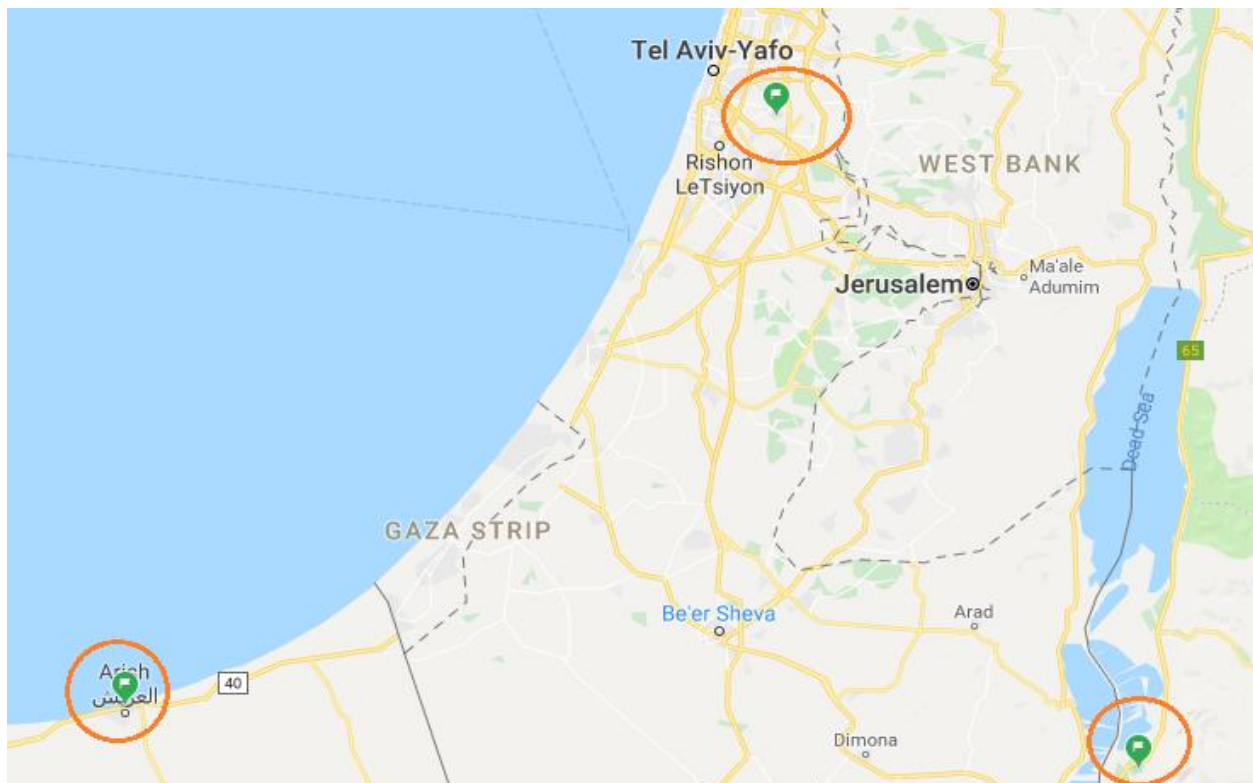 Tel Aviv-Yafo
Rishon
LeTsiyon
WEST BANK
Jerusalem
Ma'ale
Adumim
65
Dead Sea
GAZA STRIP
Be'er Sheva
Arad
Arish
العريش
40
Dimona